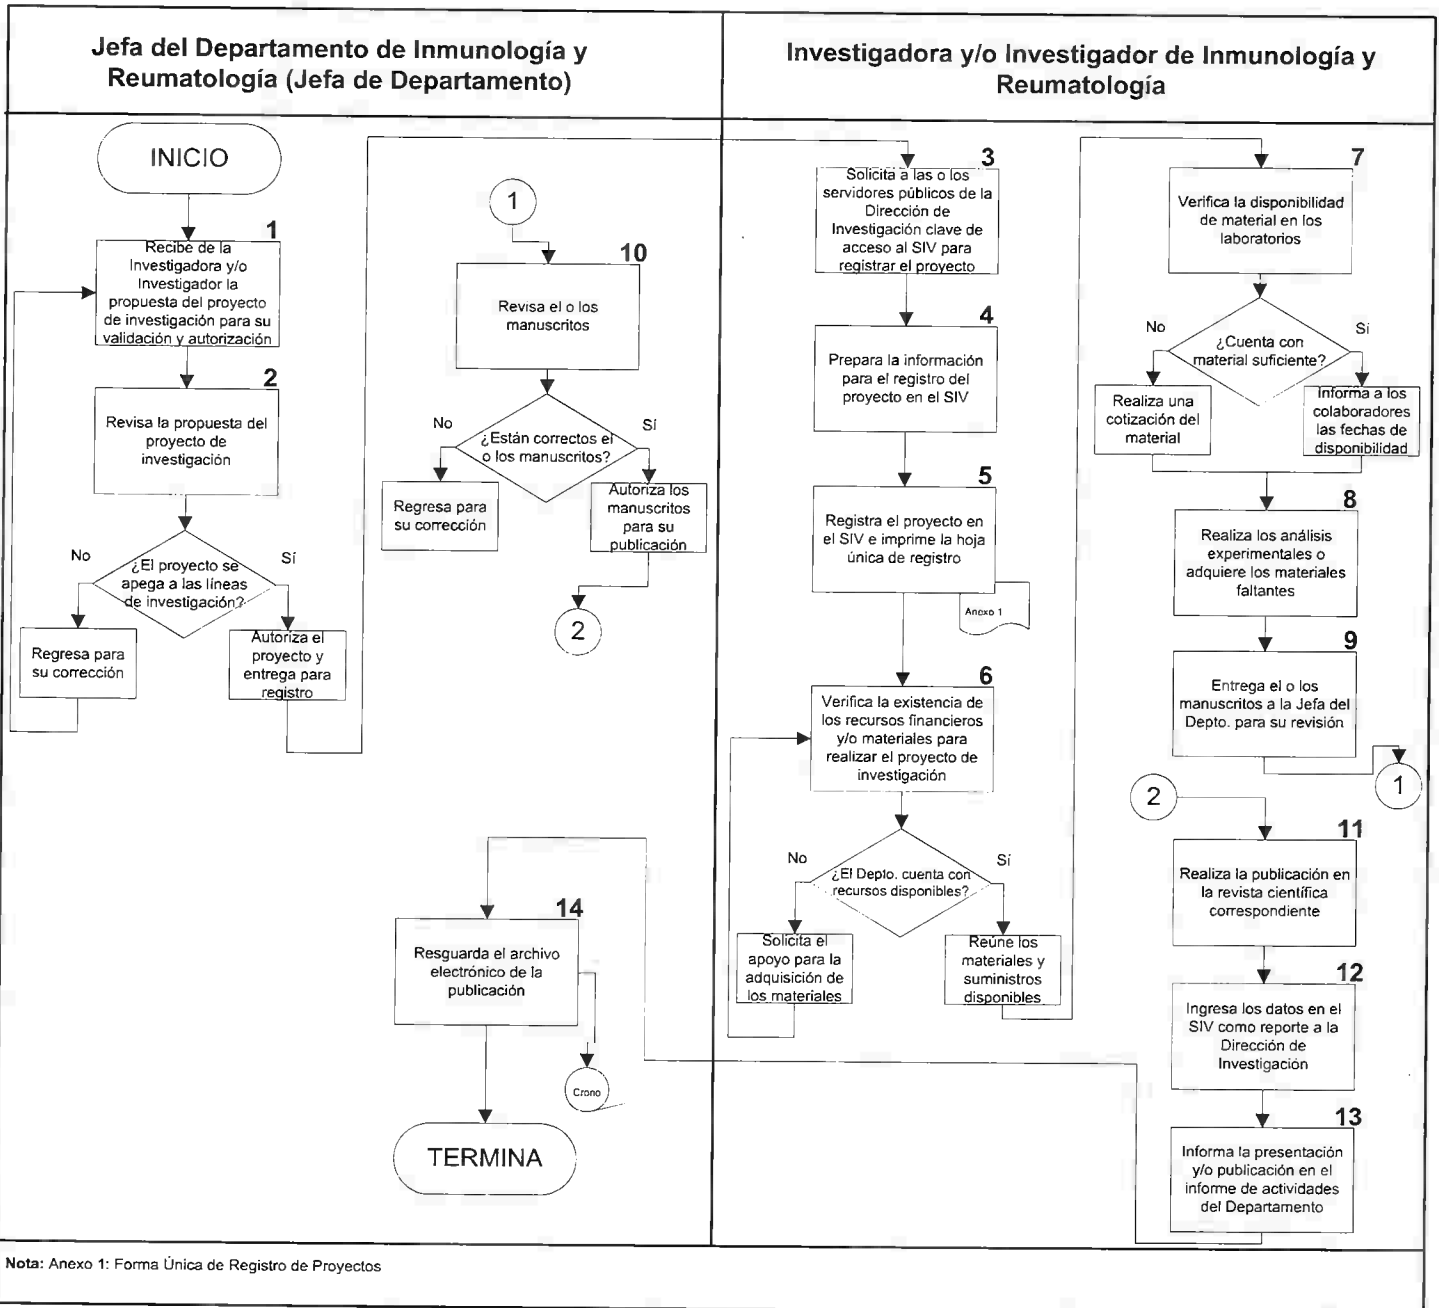 Jefa del Departamento de Inmunología y
Reumatología (Jefa de Departamento)
Investigadora y/o Investigador de Inmunología y
Reumatología
INICIO
1
Recibe de la
Investigadora y/o
Investigador la
propuesta del proyecto
de investigación para su
validación y autorización
2
Revisa la propuesta del
proyecto de
investigación
No
Sí
¿El proyecto se
apega a las líneas
de investigación?
Regresa para
su corrección
Autoriza el
proyecto y
entrega para
registro
1
10
Revisa el o los
manuscritos
No
Sí
¿Están correctos el
o los manuscritos?
Regresa para
su corrección
Autoriza los
manuscritos
para su
publicación
2
14
Resguarda el archivo
electrónico de la
publicación
Crono
TERMINA
3
Solicita a las o los
servidores públicos de la
Dirección de
Investigación clave de
acceso al SIV para
registrar el proyecto
4
Prepara la información
para el registro del
proyecto en el SIV
5
Registra el proyecto en
el SIV e imprime la hoja
única de registro
Anexo 1
6
Verifica la existencia de
los recursos financieros
y/o materiales para
realizar el proyecto de
investigación
No
Sí
¿El Depto. cuenta con
recursos disponibles?
Solicita el
apoyo para la
adquisición de
los materiales
Reúne los
materiales y
suministros
disponibles
7
Verifica la disponibilidad
de material en los
laboratorios
No
Sí
¿Cuenta con
material suficiente?
Realiza una
cotización del
material
Informa a los
colaboradores
las fechas de
disponibilidad
8
Realiza los análisis
experimentales o
adquiere los materiales
faltantes
9
Entrega el o los
manuscritos a la Jefa del
Depto. para su revisión
1
2
11
Realiza la publicación en
la revista científica
correspondiente
12
Ingresa los datos en el
SIV como reporte a la
Dirección de
Investigación
13
Informa la presentación
y/o publicación en el
informe de actividades
del Departamento
Nota: Anexo 1: Forma Única de Registro de Proyectos